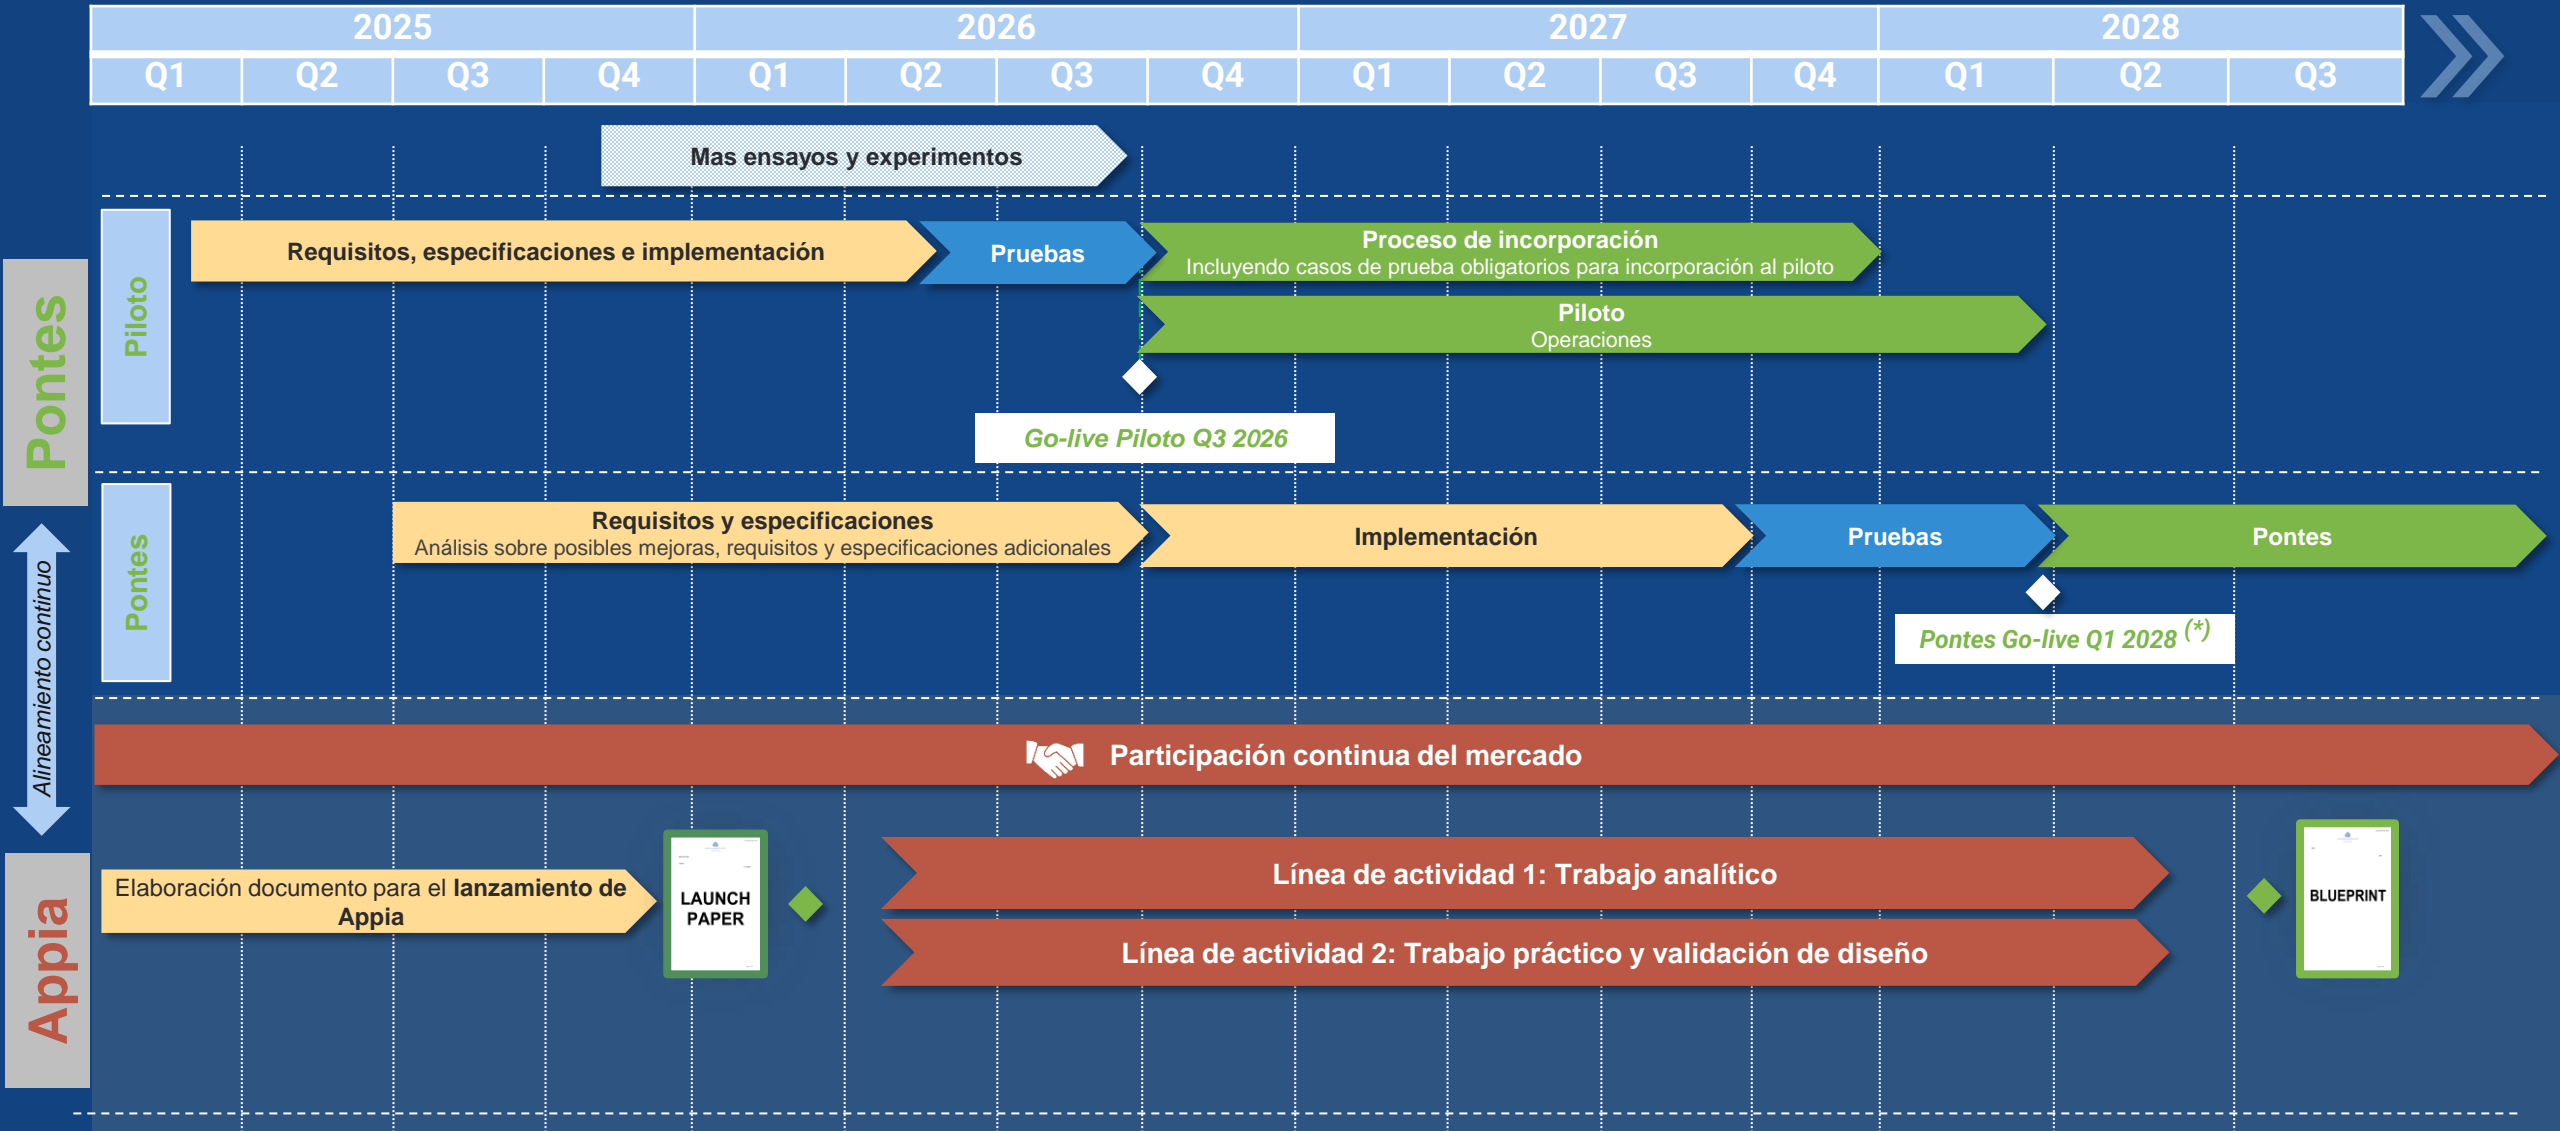 2025 2026 2027 2028
Q1 Q2 Q3 Q4 Q1 Q2 Q3 Q4 Q1 Q2 Q3 Q4 Q1 Q2 Q3
Mas ensayos y experimentos
Pontes
Piloto
Requisitos, especificaciones e implementación
Pruebas
Proceso de incorporación
Incluyendo casos de prueba obligatorios para incorporación al piloto
Piloto
Operaciones
Go-live Piloto Q3 2026
Pontes
Requisitos y especificaciones
Análisis sobre posibles mejoras, requisitos y especificaciones adicionales
Implementación
Pruebas
Pontes
Pontes Go-live Q1 2028 (*)
Alineamiento continuo
Participación continua del mercado
Appia
Elaboración documento para el lanzamiento de
Appia
LAUNCH
PAPER
Línea de actividad 1: Trabajo analítico
Línea de actividad 2: Trabajo práctico y validación de diseño
BLUEPRINT